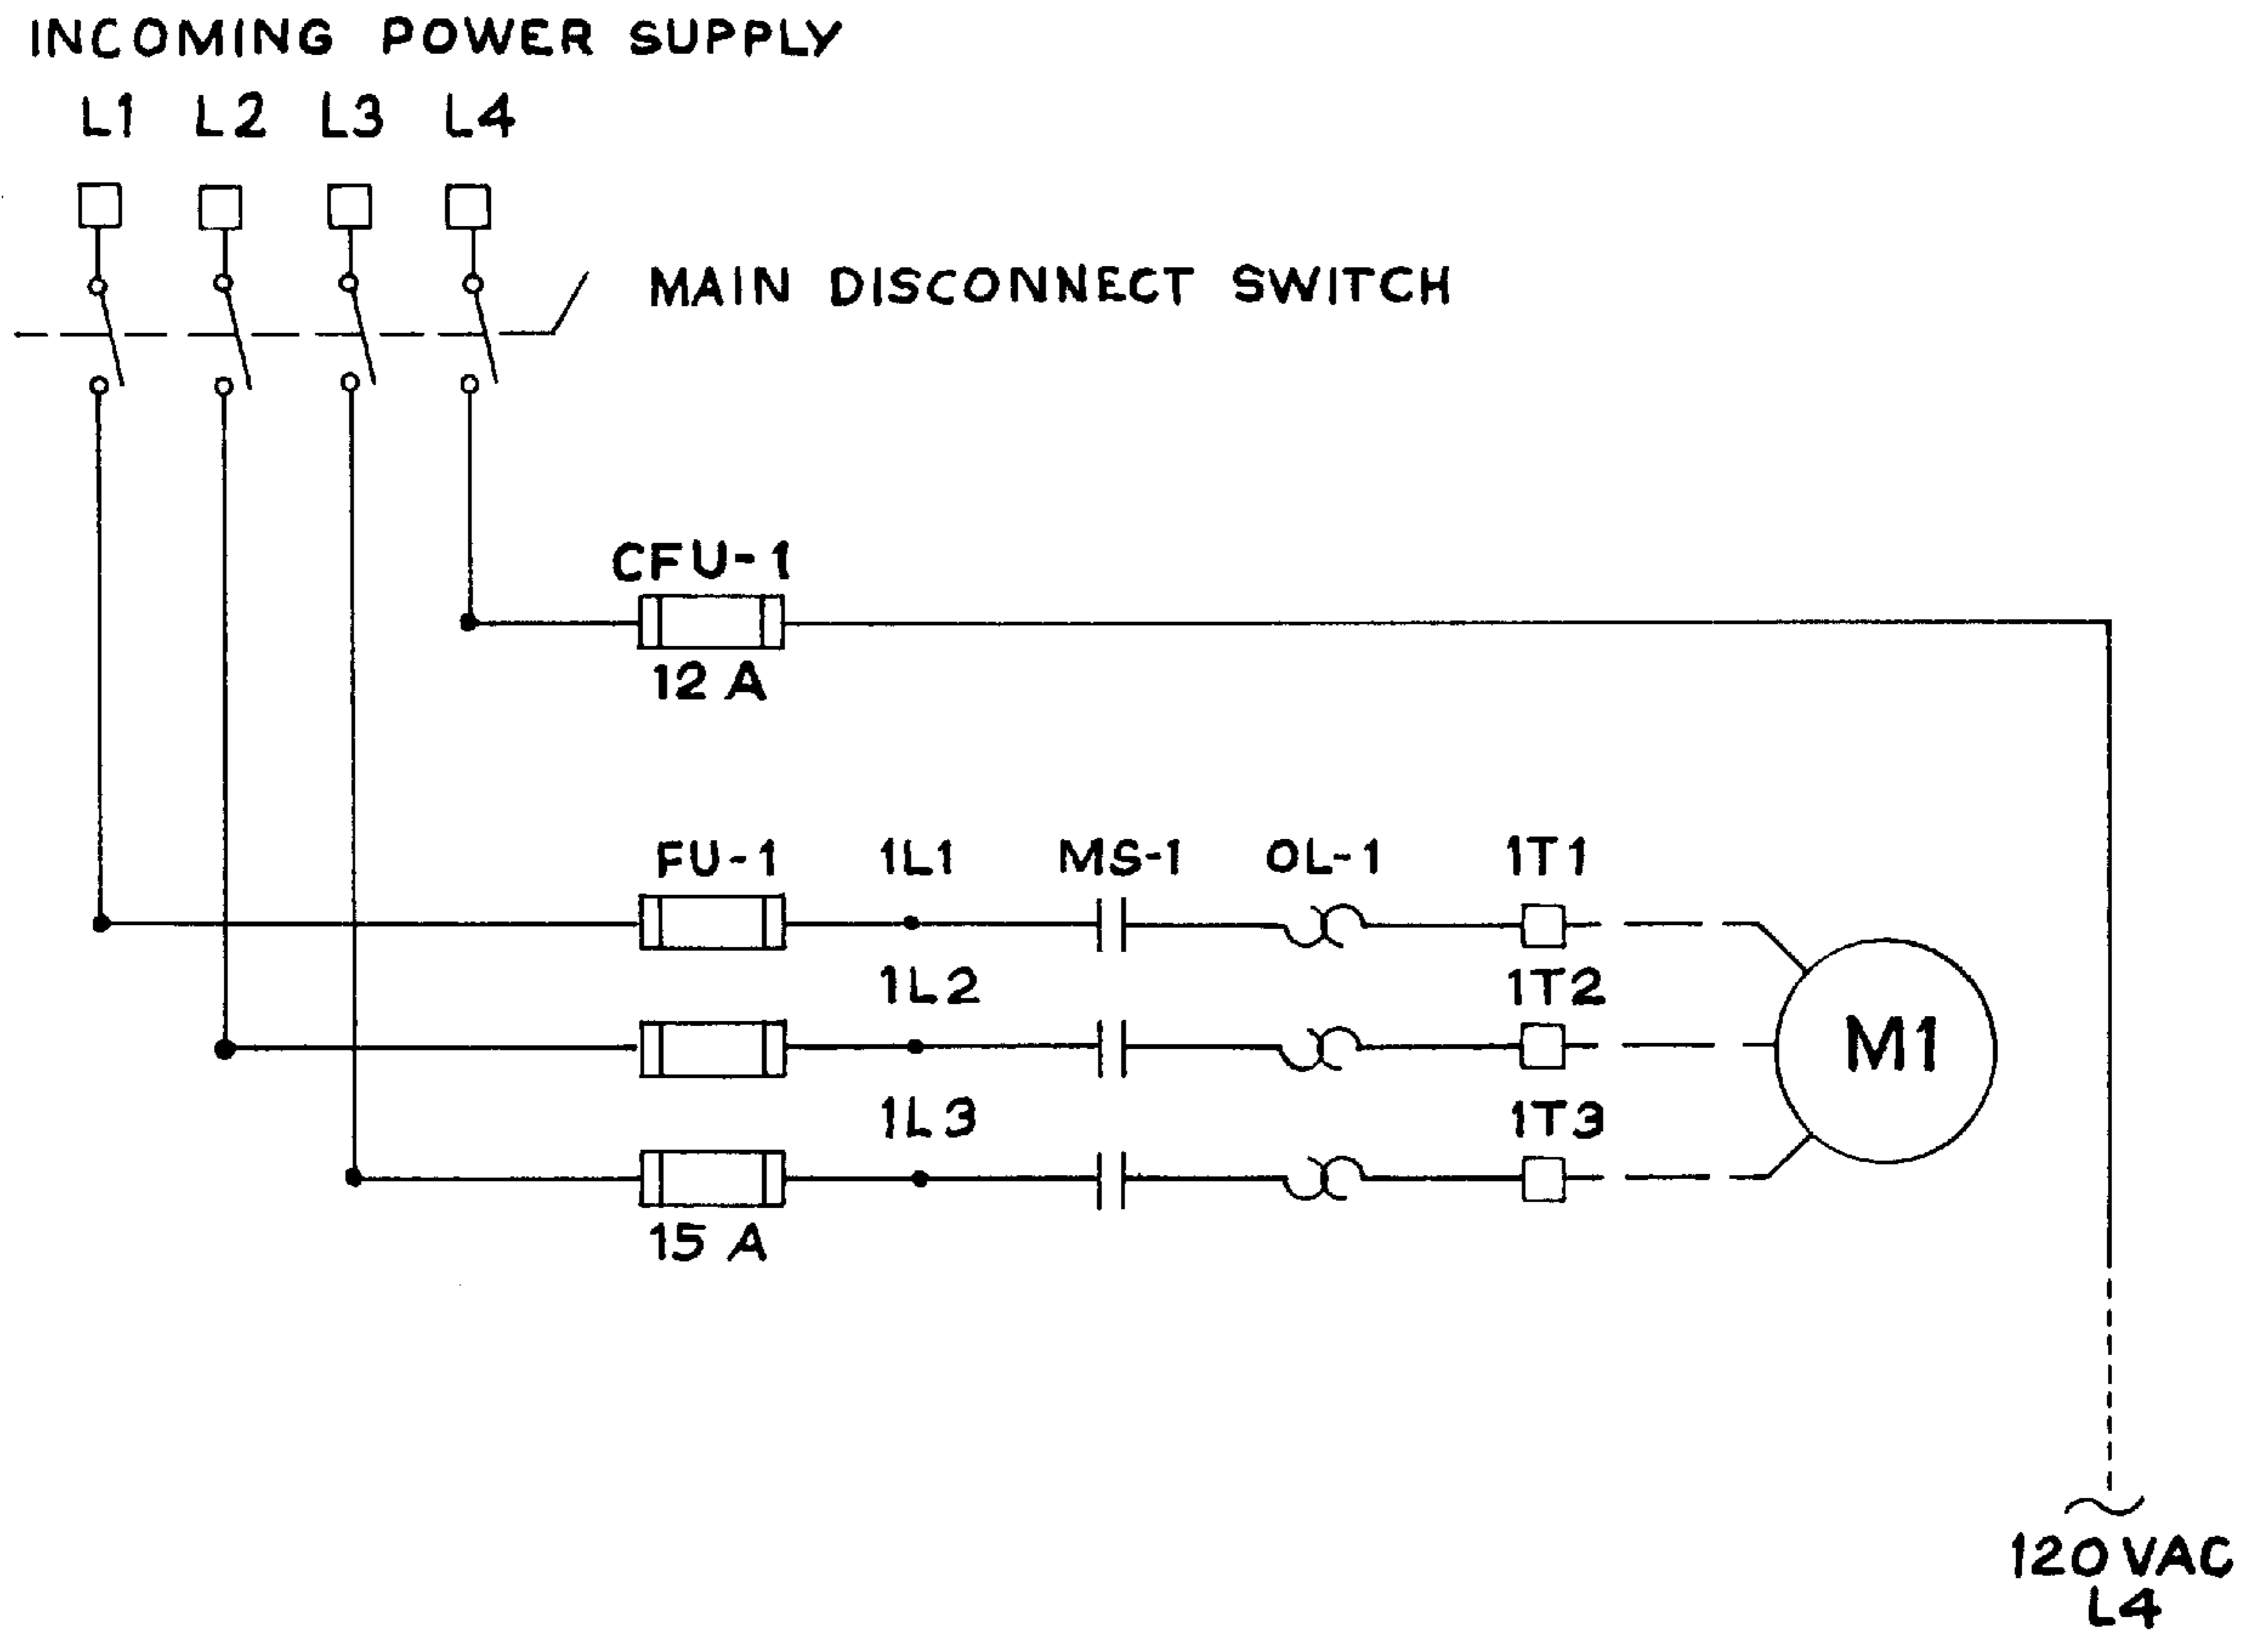 INCOMING POWER SUPPLY
L1 L2 L3 L4
MAIN DISCONNECT SWITCH
CFU-1
12 A
FU-1 1L1 MS-1 OL-1 1T1
1L2 1T2
M1
1L3 1T3
15 A
120 VAC
L4